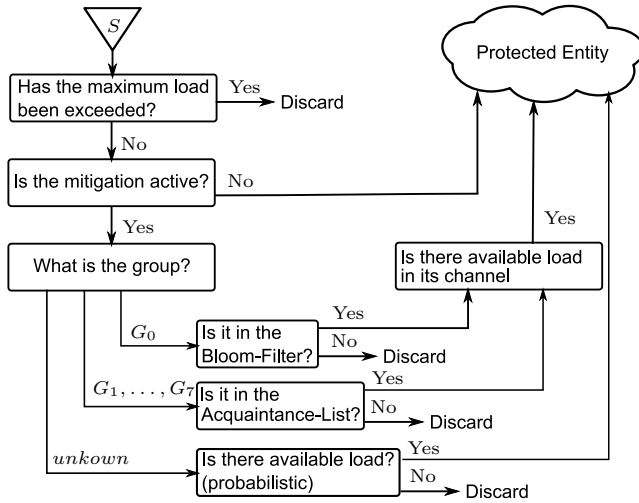 S
Protected Entity
Has the maximum load
been exceeded?
Yes
Discard
No
Is the mitigation active?
No
Yes
Yes
What is the group?
Is there available load
in its channel
G₀
Is it in the
Bloom-Filter?
Yes
No
Discard
G₁, . . . , G₇
Is it in the
Acquaintance-List?
Yes
No
Discard
unkown
Is there available load?
(probabilistic)
Yes
No
Discard